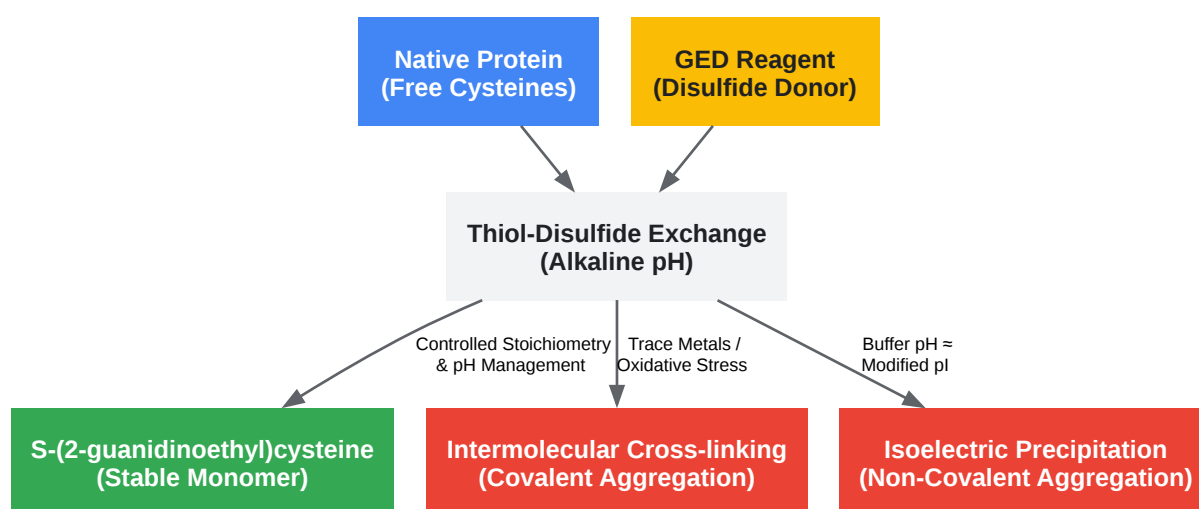 Native Protein
(Free Cysteines)
GED Reagent
(Disulfide Donor)
Thiol-Disulfide Exchange
(Alkaline pH)
Controlled Stoichiometry
& pH Management
Trace Metals /
Oxidative Stress
Buffer pH ≈
Modified pI
S-(2-guanidinoethyl)cysteine
(Stable Monomer)
Intermolecular Cross-linking
(Covalent Aggregation)
Isoelectric Precipitation
(Non-Covalent Aggregation)